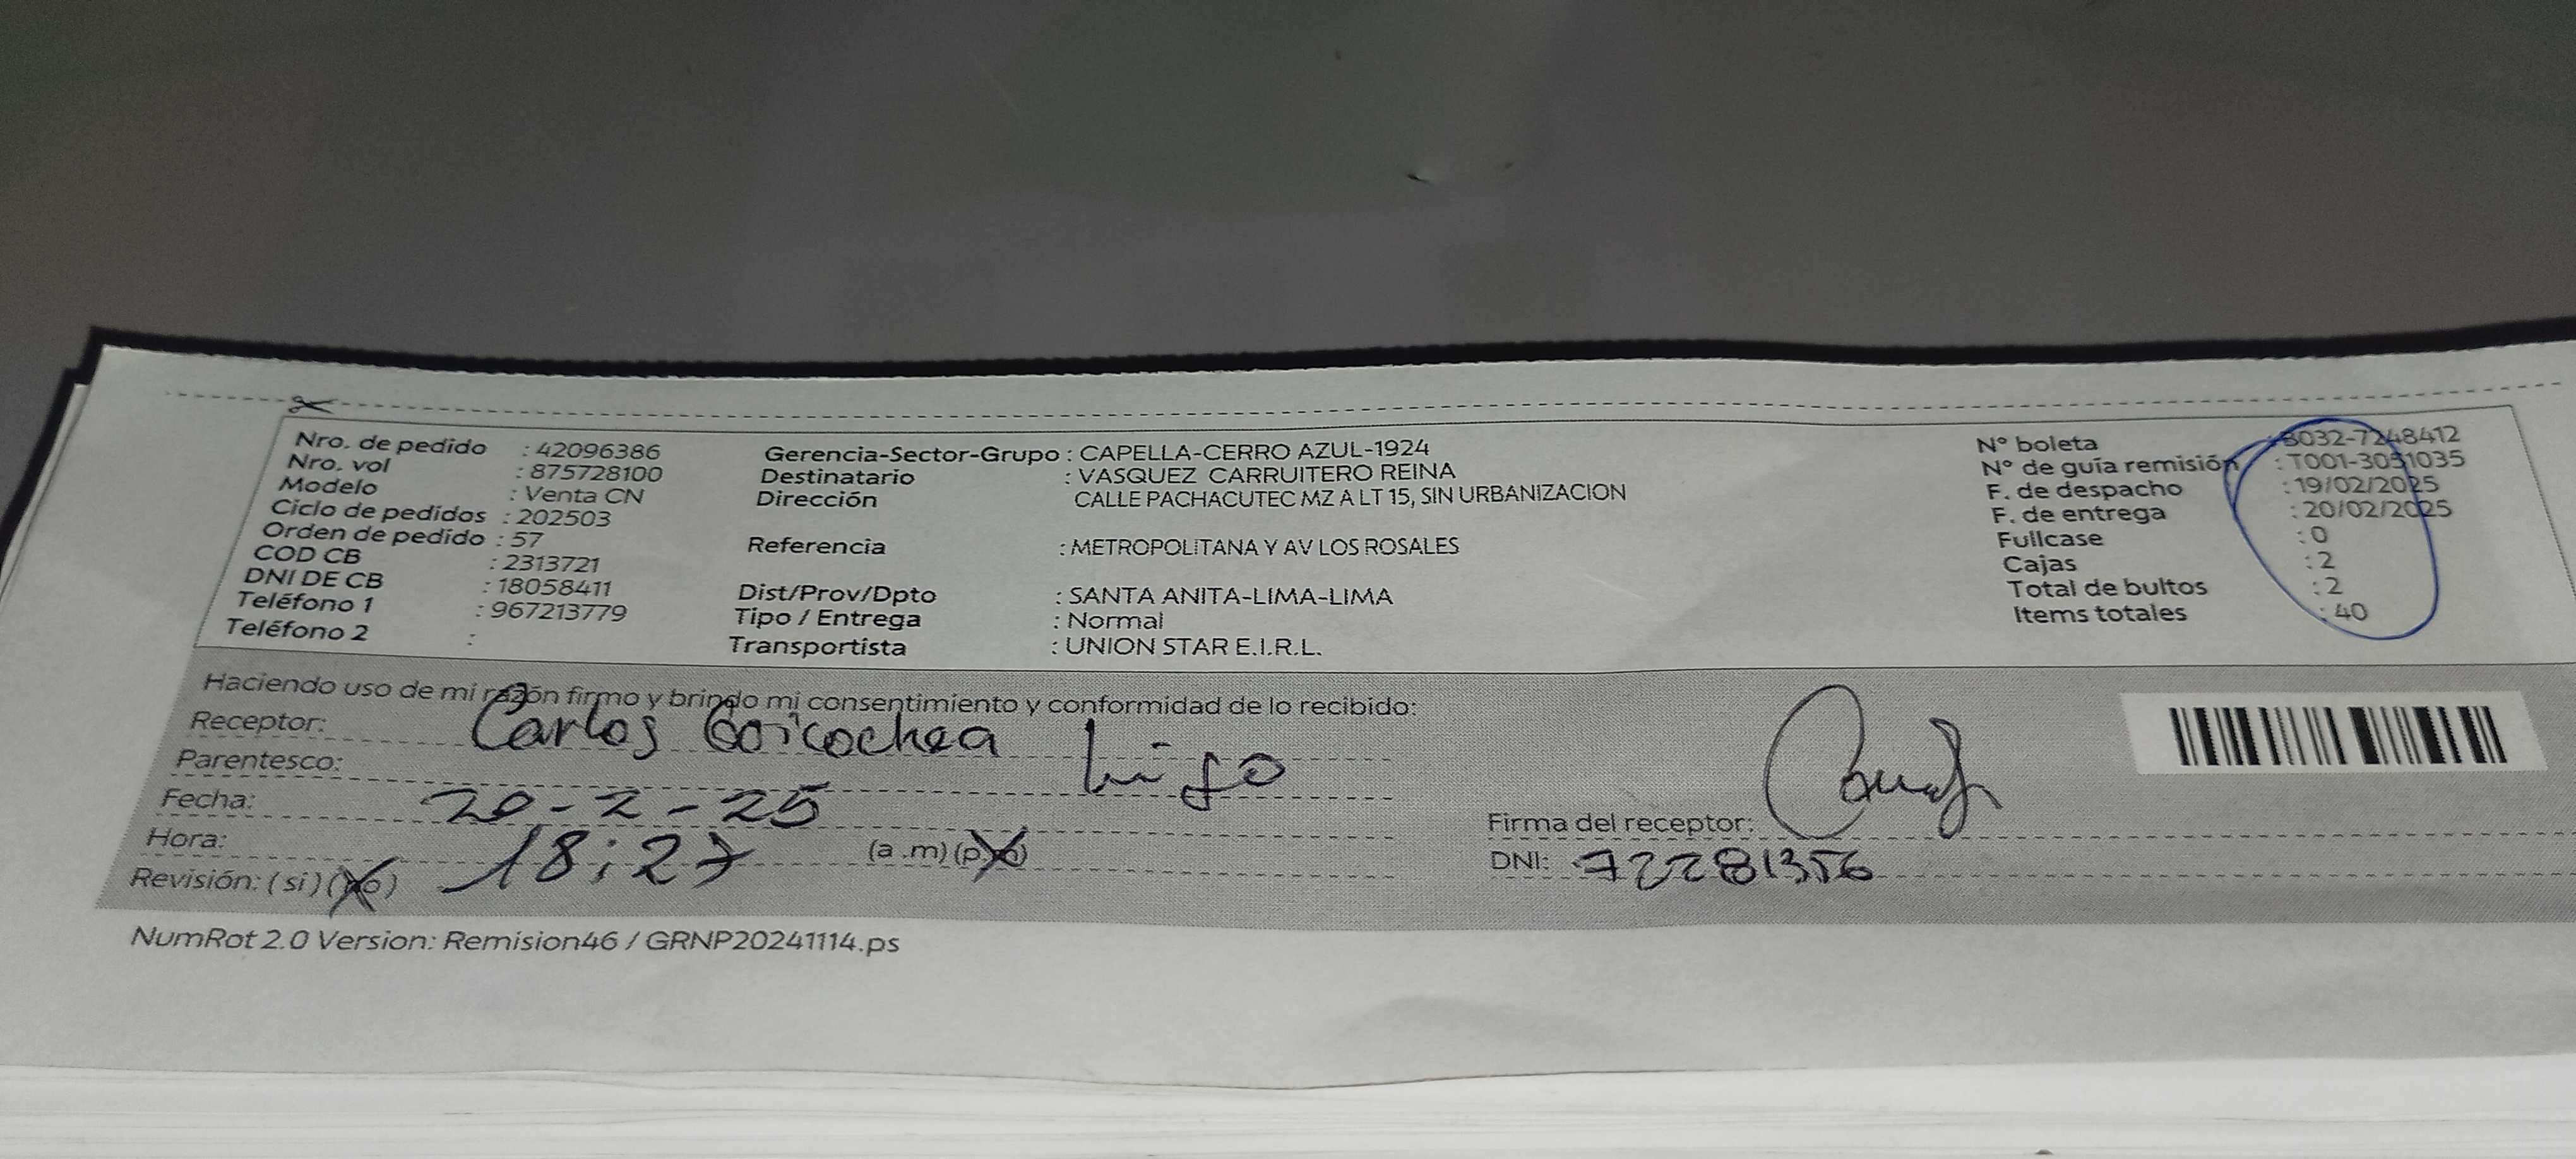 Nro. de pedido : 42096386
Nro. vol : 875728100
Modelo : Venta CN
Ciclo de pedidos : 202503
Orden de pedido : 57
COD CB : 2313721
DNI DE CB : 18058411
Teléfono 1 : 967213779
Teléfono 2 :
Gerencia-Sector-Grupo : CAPELLA-CERRO AZUL-1924
Destinatario : VASQUEZ CARRUITERO REINA
Dirección CALLE PACHACUTEC MZ A LT 15, SIN URBANIZACION
Referencia : METROPOLITANA Y AV LOS ROSALES
Dist/Prov/Dpto : SANTA ANITA-LIMA-LIMA
Tipo / Entrega : Normal
Transportista : UNION STAR E.I.R.L.
N° boleta : B032-7248412
N° de guía remisión : T001-3051035
F. de despacho : 19/02/2025
F. de entrega : 20/02/2025
Fullcase : 0
Cajas : 2
Total de bultos : 2
Items totales : 40
Haciendo uso de mi razón firmo y brindo mi consentimiento y conformidad de lo recibido:
Receptor: Carlos Goicochea
Parentesco: hijo
Fecha: 20-2-25
Hora: 18:27 (a .m) (p.m)
Revisión: ( si ) ( no )
Firma del receptor:
DNI: 72281356
NumRot 2.0 Version: Remision46 / GRNP20241114.ps